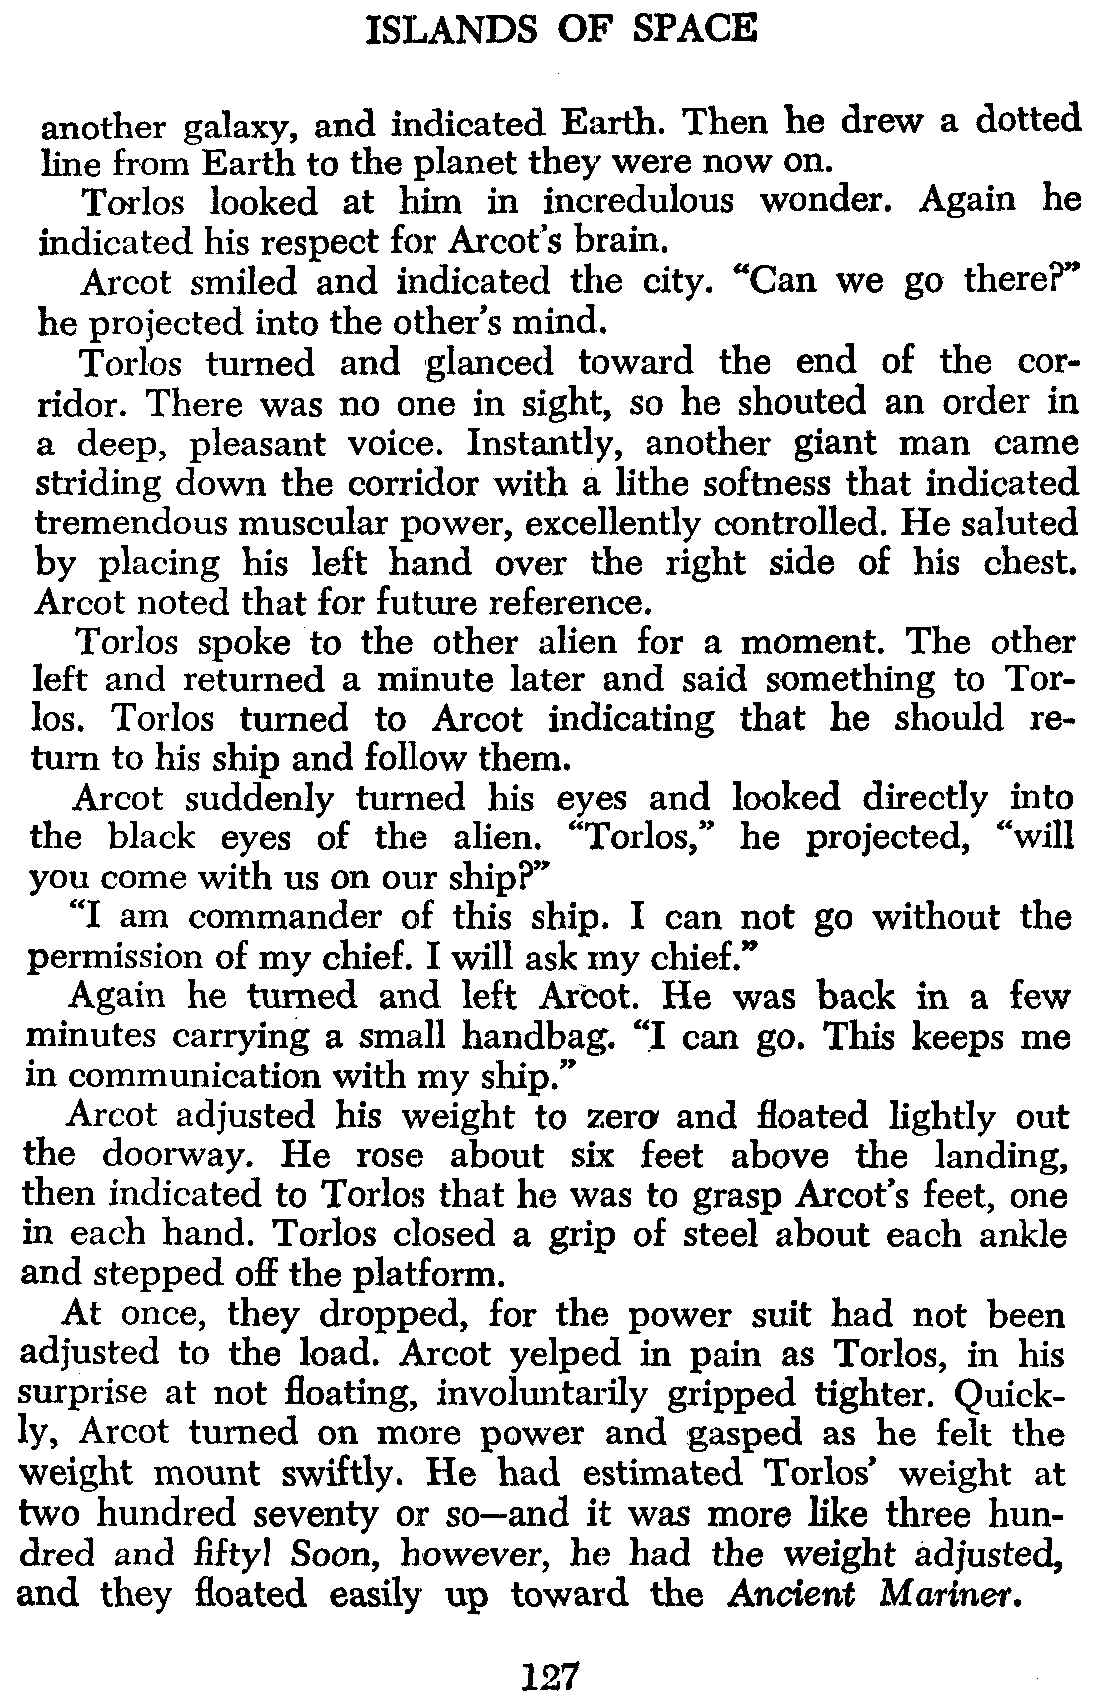 ISLANDS OF SPACE
another galaxy, and indicated Earth. Then he drew a dotted
line from Earth to the planet they were now on.
Torlos looked at him in incredulous wonder. Again he
indicated his respect for Arcot's brain.
Arcot smiled and indicated the city. "Can we go there?"
he projected into the other's mind.
Torlos turned and glanced toward the end of the cor-
ridor. There was no one in sight, so he shouted an order in
a deep, pleasant voice. Instantly, another giant man came
striding down the corridor with a lithe softness that indicated
tremendous muscular power, excellently controlled. He saluted
by placing his left hand over the right side of his chest.
Arcot noted that for future reference.
Torlos spoke to the other alien for a moment. The other
left and returned a minute later and said something to Tor-
los. Torlos turned to Arcot indicating that he should re-
turn to his ship and follow them.
Arcot suddenly turned his eyes and looked directly into
the black eyes of the alien. "Torlos," he projected, "will
you come with us on our ship?"
"I am commander of this ship. I can not go without the
permission of my chief. I will ask my chief."
Again he turned and left Arcot. He was back in a few
minutes carrying a small handbag. "I can go. This keeps me
in communication with my ship."
Arcot adjusted his weight to zero and floated lightly out
the doorway. He rose about six feet above the landing,
then indicated to Torlos that he was to grasp Arcot's feet, one
in each hand. Torlos closed a grip of steel about each ankle
and stepped off the platform.
At once, they dropped, for the power suit had not been
adjusted to the load. Arcot yelped in pain as Torlos, in his
surprise at not floating, involuntarily gripped tighter. Quick-
ly, Arcot turned on more power and gasped as he felt the
weight mount swiftly. He had estimated Torlos' weight at
two hundred seventy or so—and it was more like three hun-
dred and fifty! Soon, however, he had the weight adjusted,
and they floated easily up toward the Ancient Mariner.
127